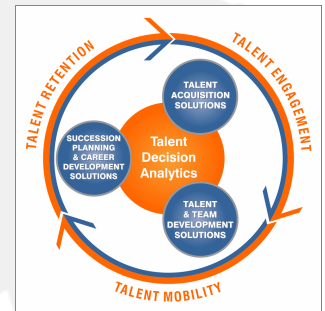 TALENT RETENTION
TALENT ENGAGEMENT
TALENT
ACQUISITION
SOLUTIONS
SUCCESSION
PLANNING
& CAREER
DEVELOPMENT
SOLUTIONS
Talent
Decision
Analytics
TALENT
& TEAM
DEVELOPMENT
SOLUTIONS
TALENT MOBILITY